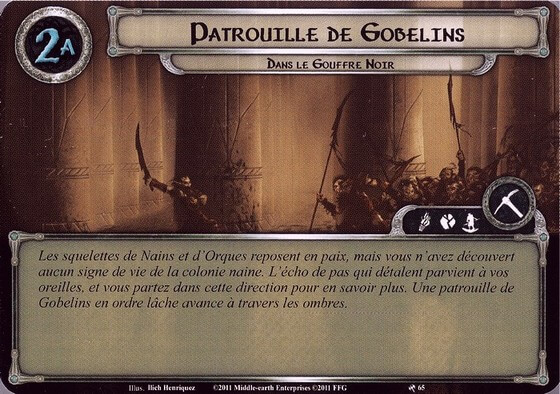 2A
PATROUILLE DE GOBELINS
DANS LE GOUFFRE NOIR
Les squelettes de Nains et d'Orques reposent en paix, mais vous n'avez découvert
aucun signe de vie de la colonie naine. L'écho de pas qui détalent parvient à vos
oreilles, et vous partez dans cette direction pour en savoir plus. Une patrouille de
Gobelins en ordre lâche avance à travers les ombres.
Illus. Ilich Henriquez ©2011 Middle-earth Enterprises ©2011 FFG 65